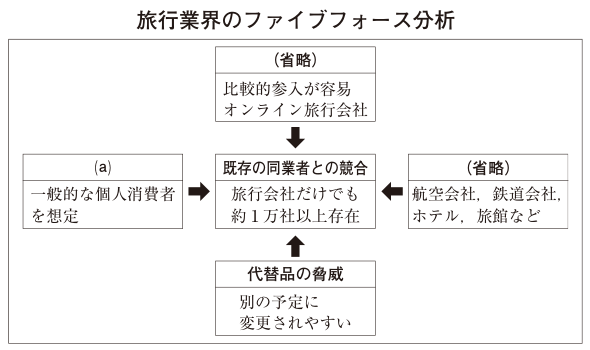 旅行業界のファイブフォース分析
(省略)
比較的参入が容易
オンライン旅行会社
(a)
一般的な個人消費者
を想定
既存の同業者との競合
旅行会社だけでも
約1万社以上存在
(省略)
航空会社，鉄道会社，
ホテル，旅館など
代替品の脅威
別の予定に
変更されやすい